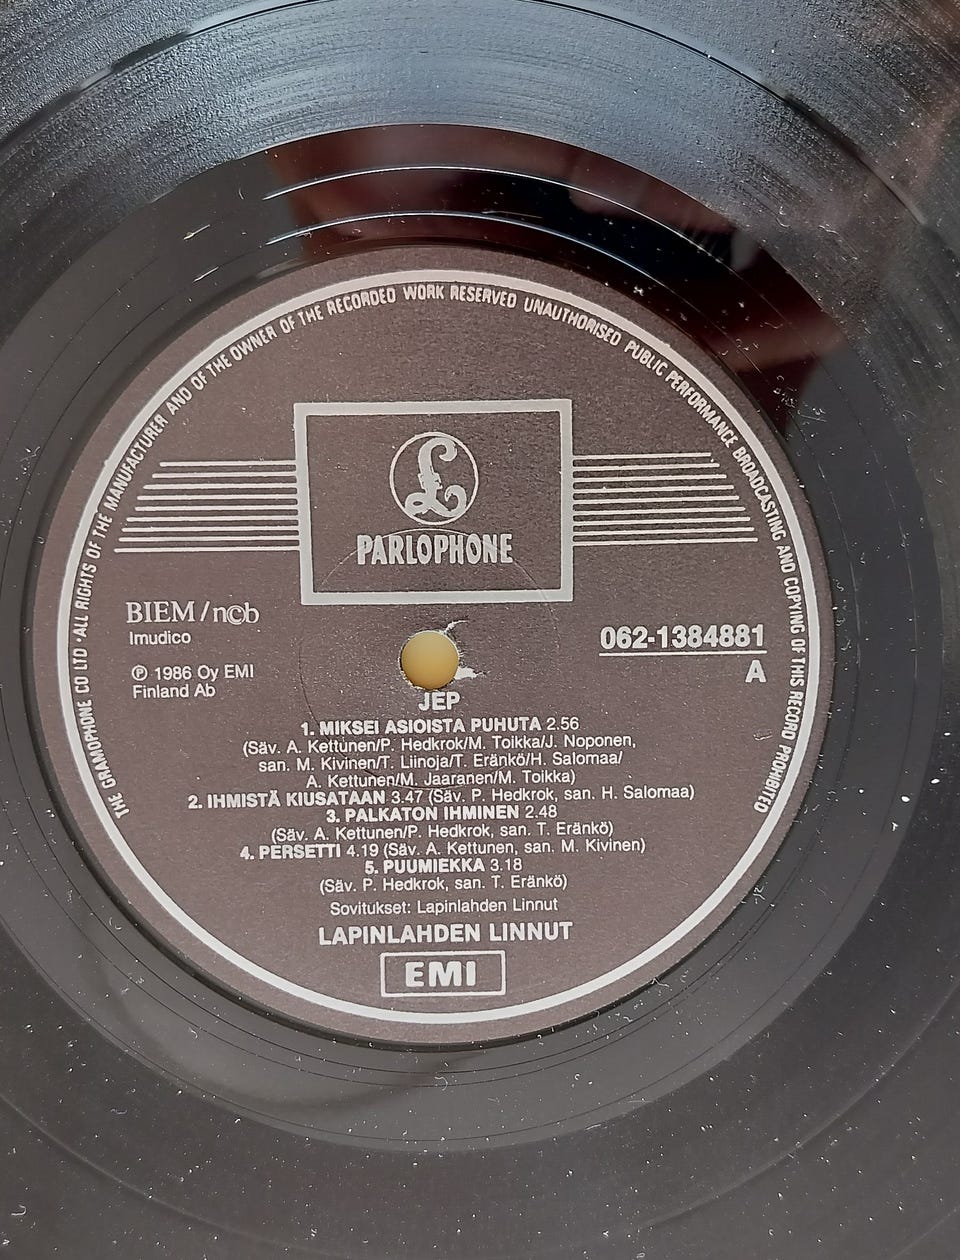 THE GRAMOPHONE CO LTD · ALL RIGHTS OF THE MANUFACTURER AND OF THE OWNER OF THE RECORDED WORK RESERVED UNAUTHORISED PUBLIC PERFORMANCE BROADCASTING AND COPYING OF THIS RECORD PROHIBITED
£
PARLOPHONE
BIEM/n©b
Imudico
℗ 1986 Oy EMI
Finland Ab
062-1384881
A
JEP
1. MIKSEI ASIOISTA PUHUTA 2.56
(Säv. A. Kettunen/P. Hedkrok/M. Toikka/J. Noponen,
san. M. Kivinen/T. Liinoja/T. Eränkö/H. Salomaa/
A. Kettunen/M. Jaaranen/M. Toikka)
2. IHMISTÄ KIUSATAAN 3.47 (Säv. P. Hedkrok, san. H. Salomaa)
3. PALKATON IHMINEN 2.48
(Säv. A. Kettunen/P. Hedkrok, san. T. Eränkö)
4. PERSETTI 4.19 (Säv. A. Kettunen, san. M. Kivinen)
5. PUUMIEKKA 3.18
(Säv. P. Hedkrok, san. T. Eränkö)
Sovitukset: Lapinlahden Linnut
LAPINLAHDEN LINNUT
EMI